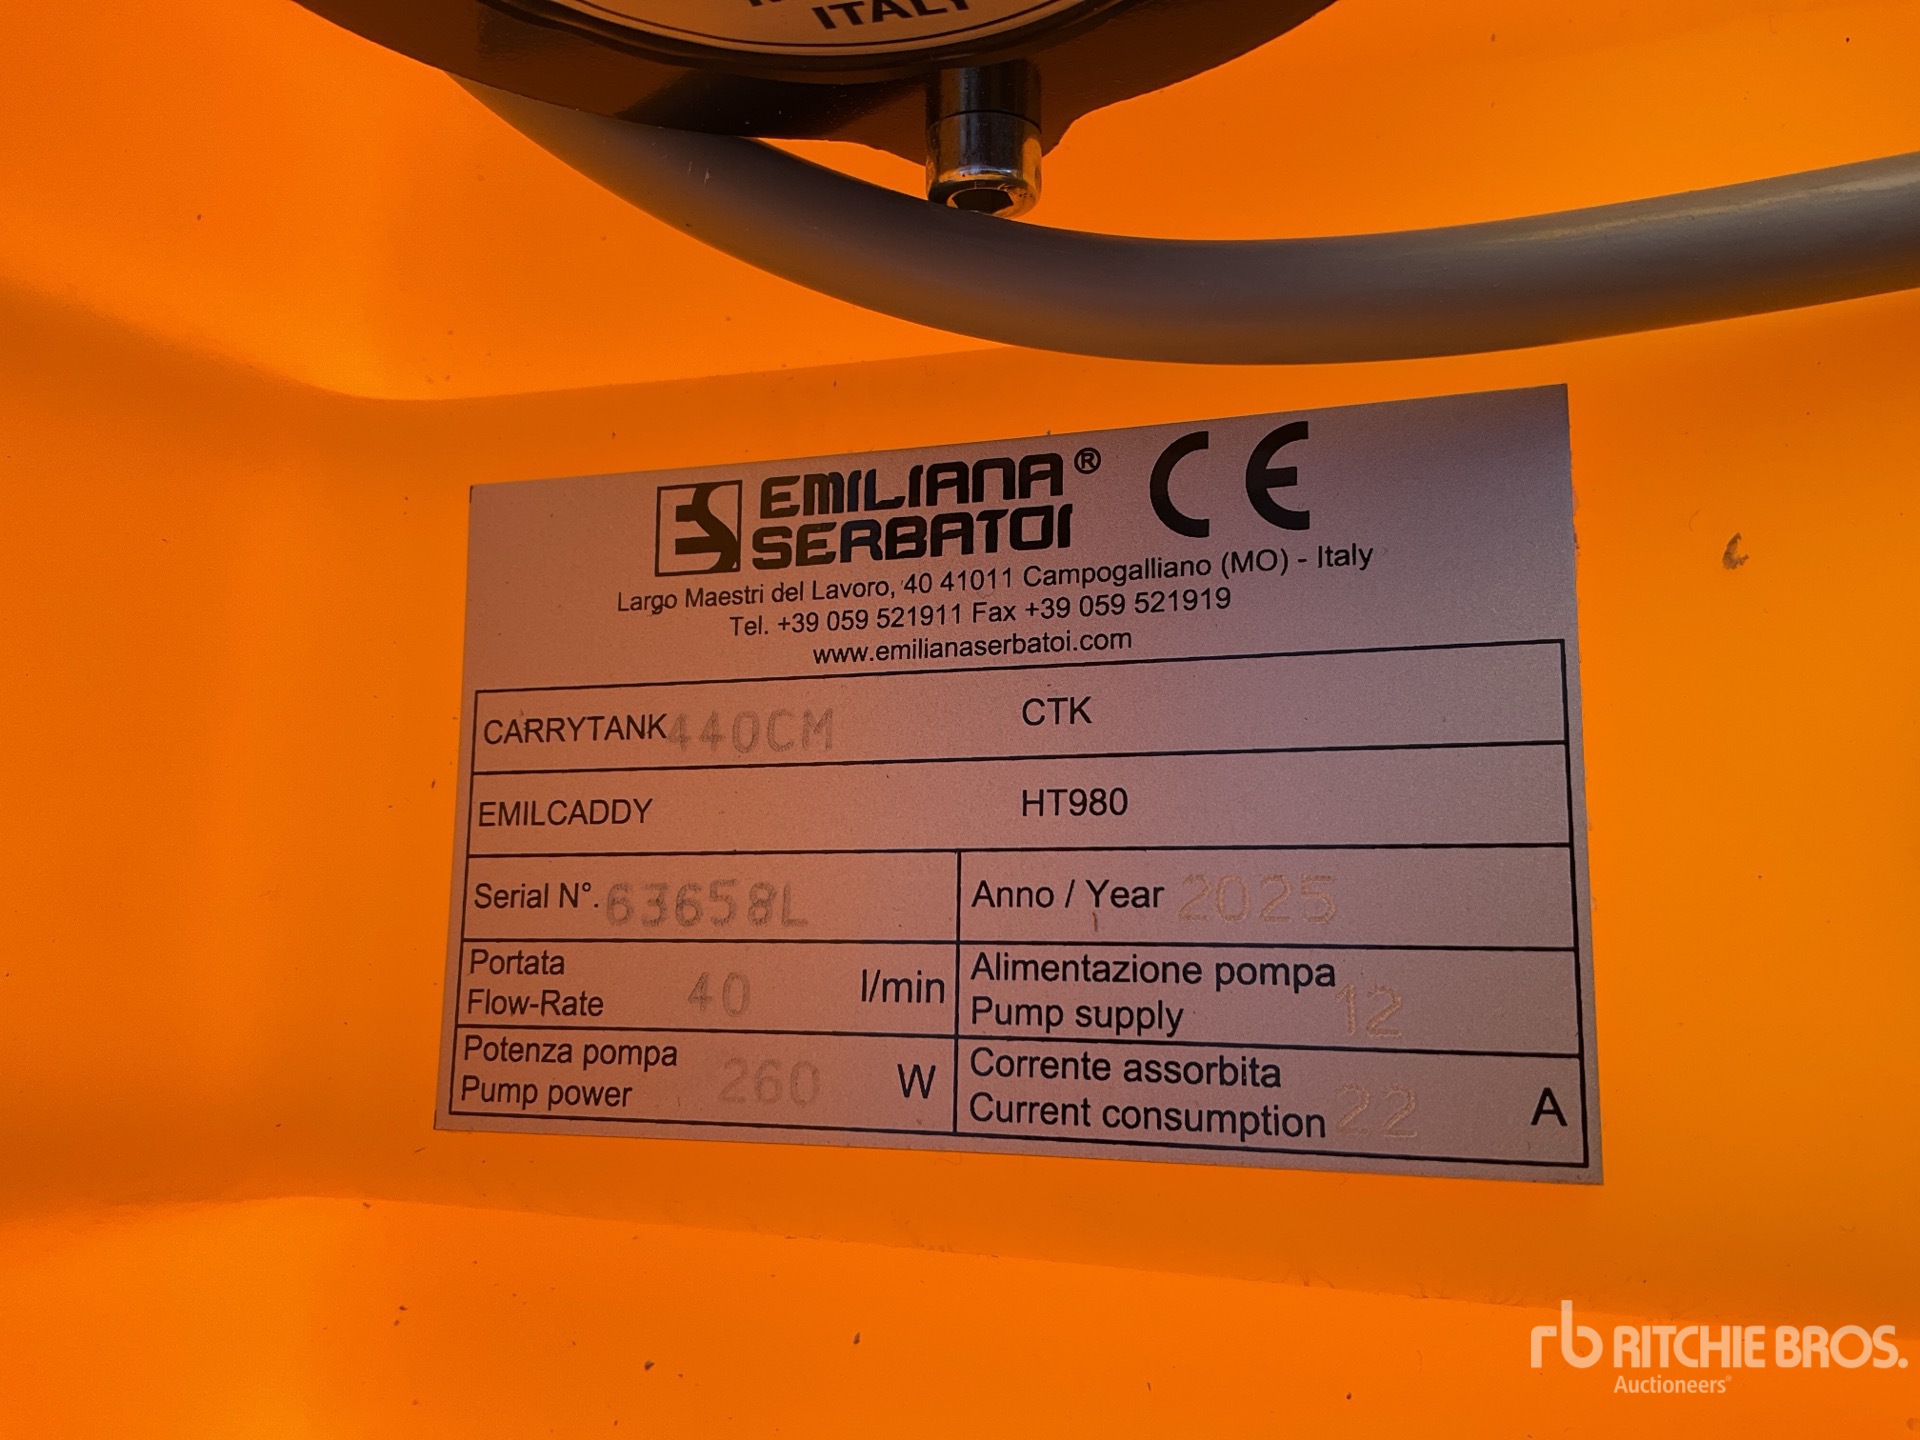 ITALY
EMILIANA®
SERBATOI
CE
Largo Maestri del Lavoro, 40 41011 Campogalliano (MO) - Italy
Tel. +39 059 521911 Fax +39 059 521919
www.emilianaserbatoi.com
CARRYTANK 440CM CTK
EMILCADDY HT980
Serial N°. 63658L Anno / Year 2025
Portata
Flow-Rate 40 l/min
Alimentazione pompa
Pump supply 12
Potenza pompa
Pump power 260 W
Corrente assorbita
Current consumption 22 A
rb RITCHIE BROS.
Auctioneers